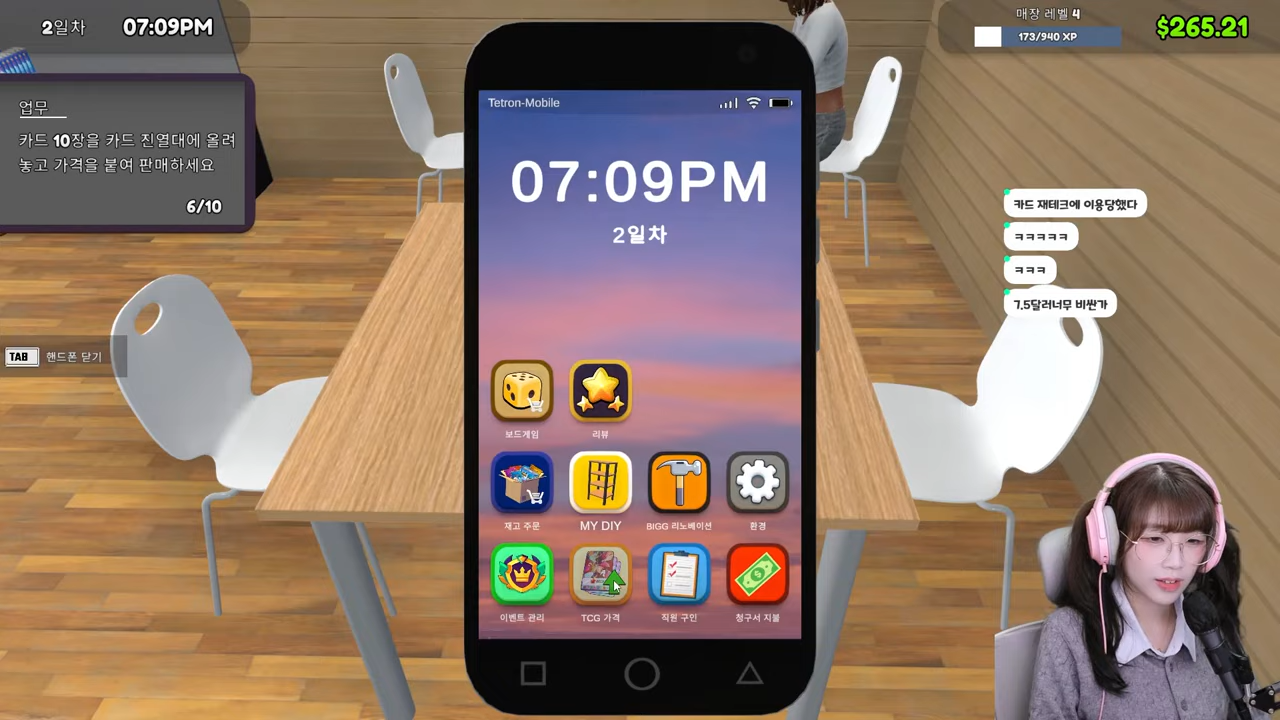 2일차 07:09PM
매장 레벨 4
173/940 XP
$265.21
업무
카드 10장을 카드 진열대에 올려
놓고 가격을 붙여 판매하세요
6/10
TAB 핸드폰 닫기
Tetron-Mobile
07:09PM
2일차
보드게임
리뷰
재고 주문
MY DIY
BIGG 리노베이션
환경
이벤트 관리
TCG 가격
직원 구인
청구서 지불
카드 재테크에 이용당했다
ㅋㅋㅋㅋㅋ
ㅋㅋㅋ
7.5달러너무 비싼가